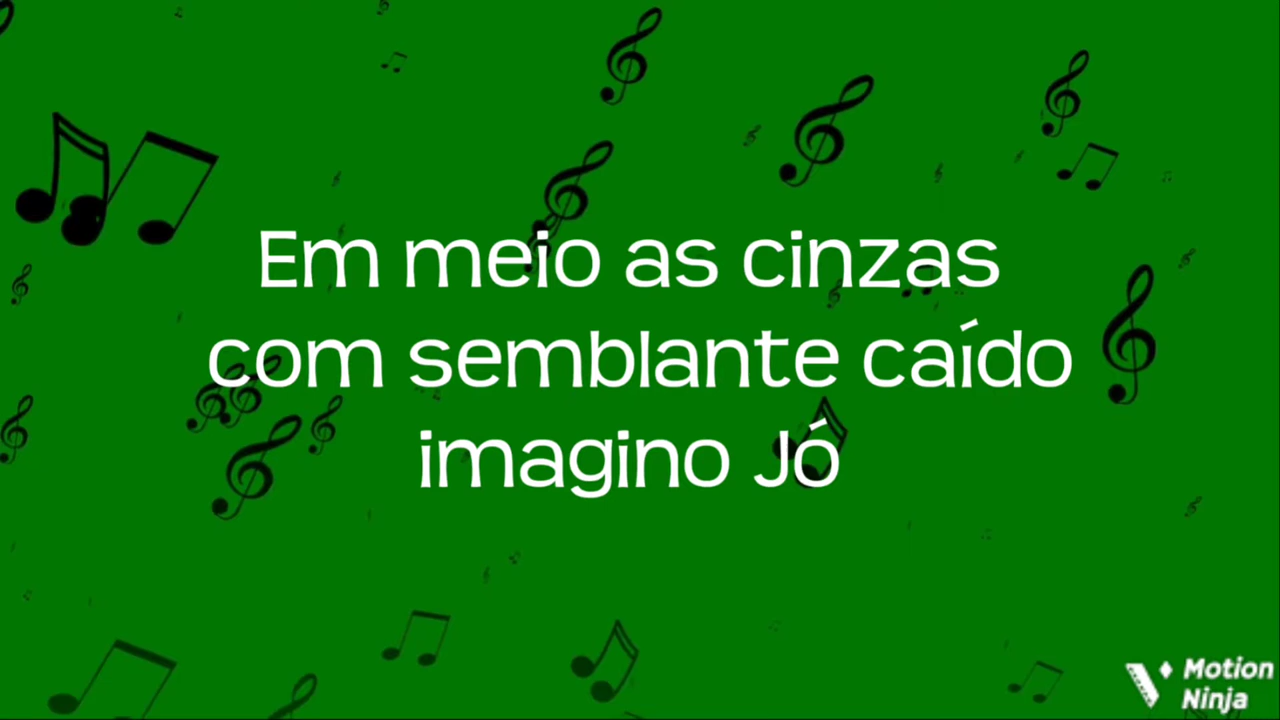 Em meio as cinzas
com semblante caído
imagino Jó
Motion
Ninja